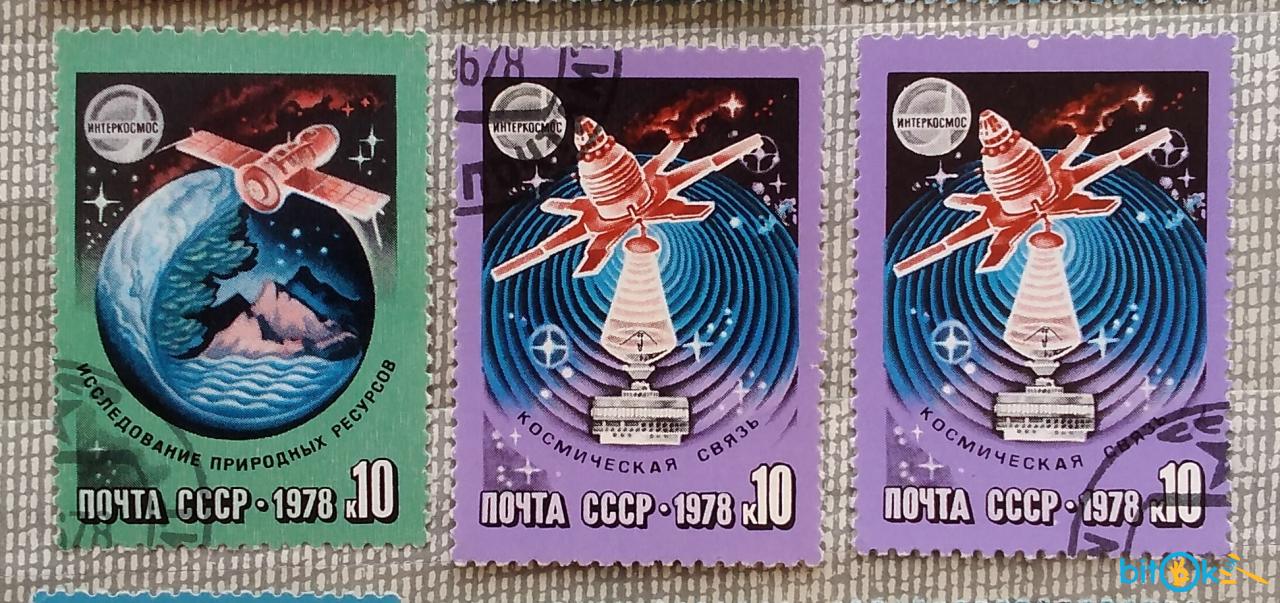 ИНТЕРКОСМОС
ИССЛЕДОВАНИЕ ПРИРОДНЫХ РЕСУРСОВ
ПОЧТА СССР • 1978 К10
ИНТЕРКОСМОС
КОСМИЧЕСКАЯ СВЯЗЬ
ПОЧТА СССР • 1978 К10
ИНТЕРКОСМОС
КОСМИЧЕСКАЯ СВЯЗЬ
ПОЧТА СССР • 1978 К10